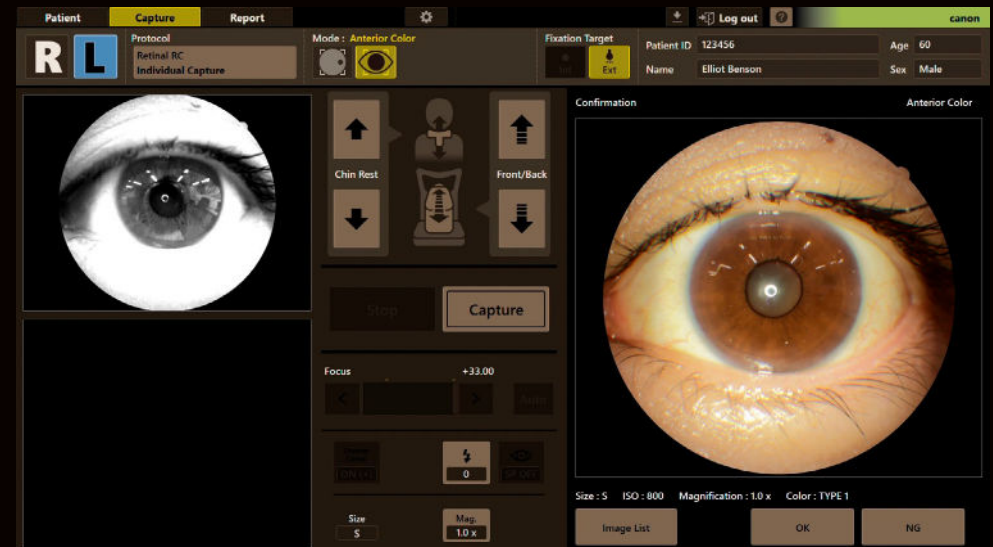 Patient Capture Report Log out ? canon
R L
Protocol
Retinal RC
Individual Capture
Mode : Anterior Color
Fixation Target
Ext
Patient ID 123456 Age 60
Name Elliot Benson Sex Male
Confirmation Anterior Color
Chin Rest Front/Back
Stop Capture
Focus +33.00
Auto
0
Size : S ISO : 800 Magnification : 1.0 x Color : TYPE 1
Size Mag.
S 1.0 x
Image List OK NG